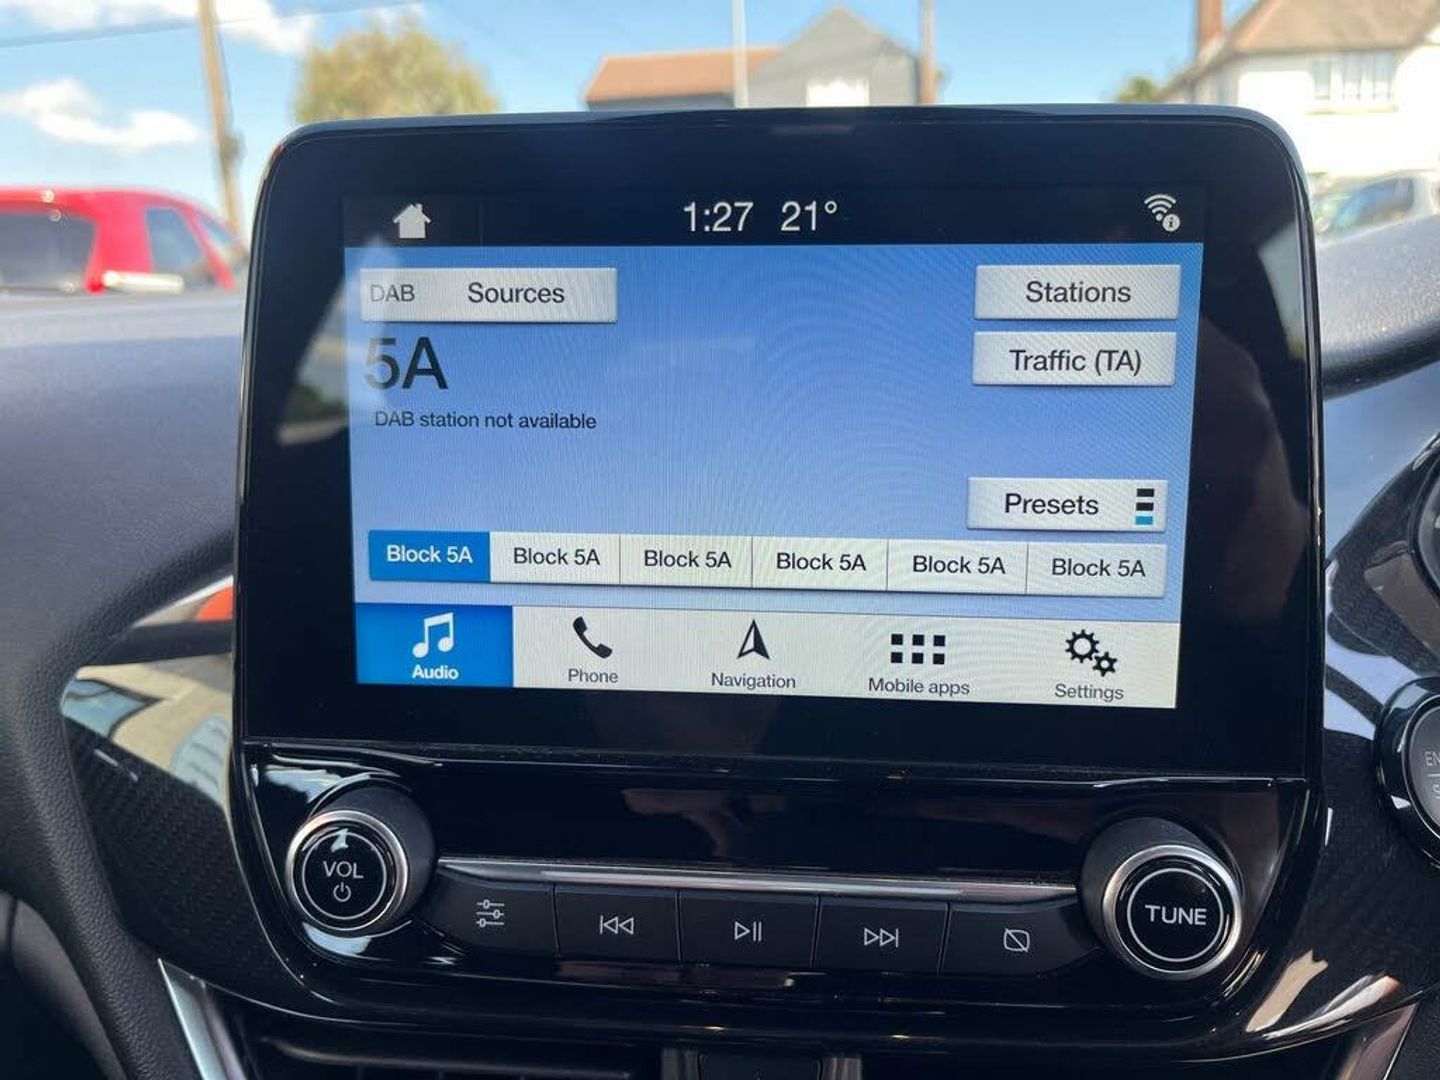 1:27 21°
DAB Sources
Stations
5A
Traffic (TA)
DAB station not available
Presets
Block 5A Block 5A Block 5A Block 5A Block 5A Block 5A
Audio Phone Navigation Mobile apps Settings
VOL
TUNE